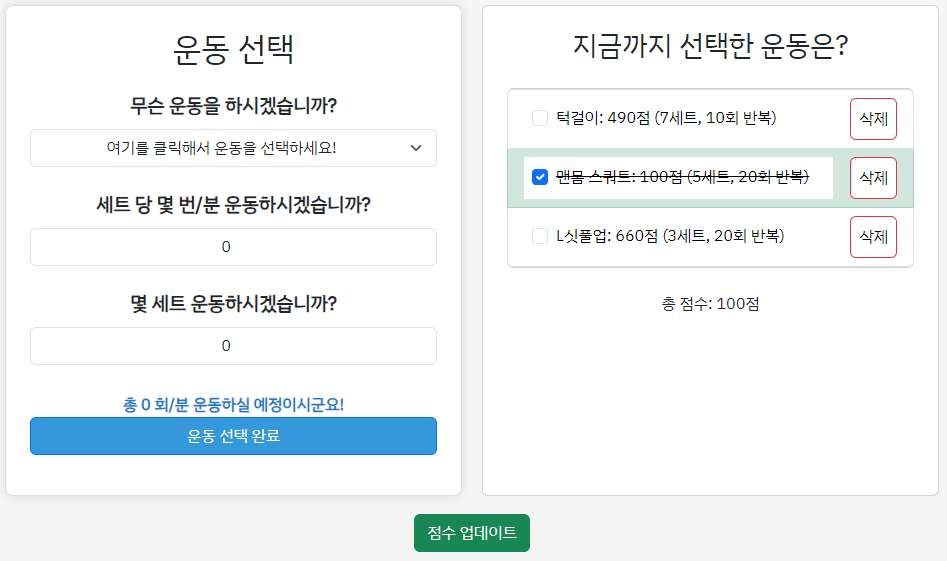 운동 선택
무슨 운동을 하시겠습니까?
여기를 클릭해서 운동을 선택하세요!
세트 당 몇 번/분 운동하시겠습니까?
0
몇 세트 운동하시겠습니까?
0
총 0 회/분 운동하실 예정이시군요!
운동 선택 완료
지금까지 선택한 운동은?
턱걸이: 490점 (7세트, 10회 반복)
삭제
맨몸 스쿼트: 100점 (5세트, 20회 반복)
삭제
L싯풀업: 660점 (3세트, 20회 반복)
삭제
총 점수: 100점
점수 업데이트